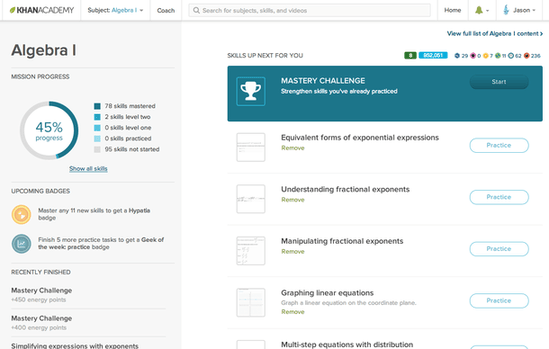 KHANACADEMY
Subject: Algebra I
Coach
Search for subjects, skills, and videos
Home
Jason
View full list of Algebra I content ›
Algebra I
MISSION PROGRESS
45%
progress
78 skills mastered
2 skills level two
0 skills level one
0 skills practiced
95 skills not started
Show all skills
UPCOMING BADGES
Master any 11 new skills to get a Hypatia
badge
Finish 5 more practice tasks to get a Geek of
the week: practice badge
RECENTLY FINISHED
Mastery Challenge
+450 energy points
Mastery Challenge
+400 energy points
Simplifying expressions with exponents
SKILLS UP NEXT FOR YOU
8 952,051 29 0 7 11 62 236
MASTERY CHALLENGE
Strengthen skills you've already practiced
Start
Equivalent forms of exponential expressions
Remove
Practice
Understanding fractional exponents
Remove
Practice
Manipulating fractional exponents
Remove
Practice
Graphing linear equations
Graph a linear equation on the coordinate plane.
Remove
Practice
Multi-step equations with distribution